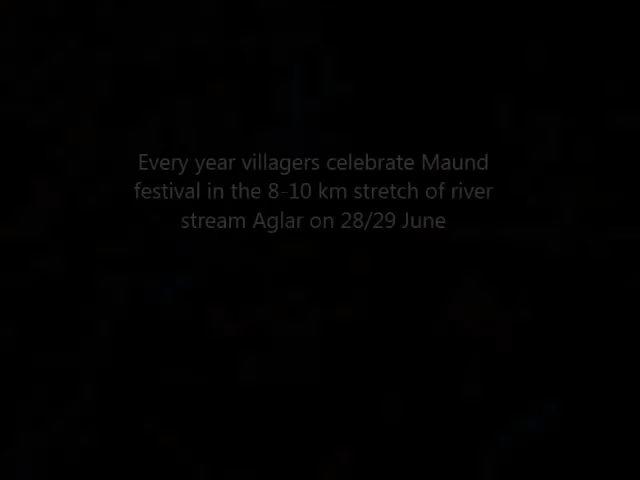 Every year villagers celebrate Maund
festival in the 8-10 km stretch of river
stream Aglar on 28/29 June